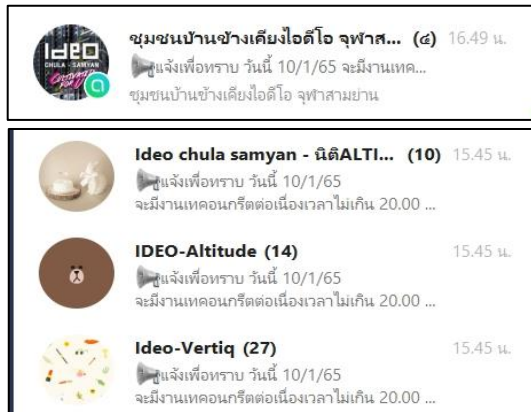 ideo
CHULA - SAMYAN
ชุมชนบ้านข้างเคียงไอดีโอ จุฬาส... (๔) 16.49 น.
แจ้งเพื่อทราบ วันนี้ 10/1/65 จะมีงานเทค...
ชุมชนบ้านข้างเคียงไอดีโอ จุฬาสามย่าน
Ideo chula samyan - นิติALTI... (10) 15.45 น.
แจ้งเพื่อทราบ วันนี้ 10/1/65
จะมีงานเทคอนกรีตต่อเนื่องเวลาไม่เกิน 20.00 ...
IDEO-Altitude (14) 15.45 น.
แจ้งเพื่อทราบ วันนี้ 10/1/65
จะมีงานเทคอนกรีตต่อเนื่องเวลาไม่เกิน 20.00 ...
Ideo-Vertiq (27) 15.45 น.
แจ้งเพื่อทราบ วันนี้ 10/1/65
จะมีงานเทคอนกรีตต่อเนื่องเวลาไม่เกิน 20.00 ...